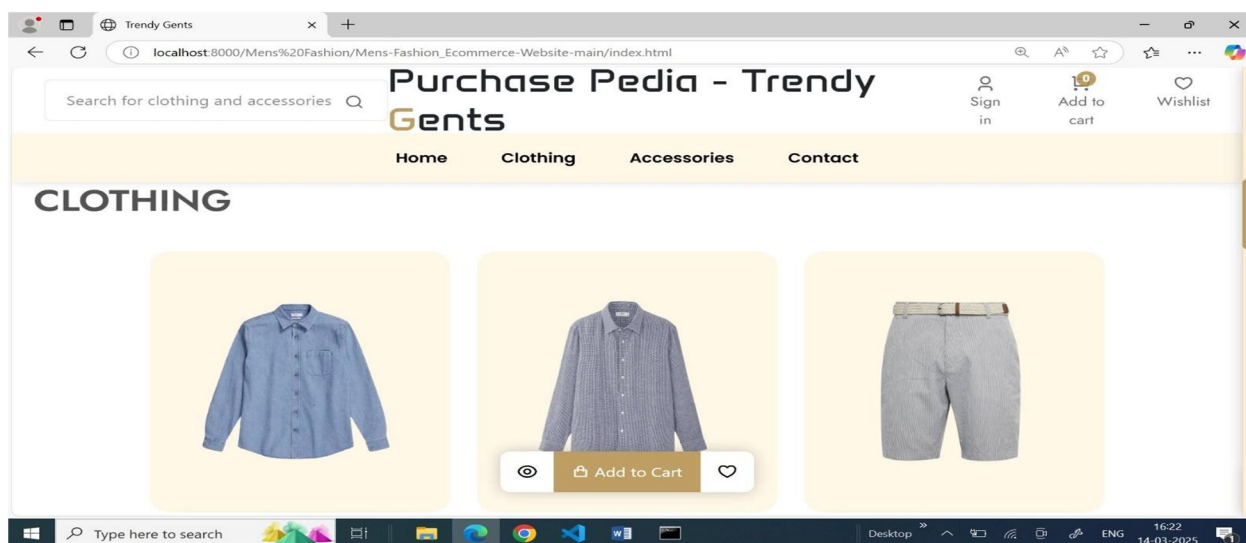 Trendy Gents
localhost:8000/Mens%20Fashion/Mens-Fashion_Ecommerce-Website-main/index.html
Search for clothing and accessories
Purchase Pedia - Trendy
Gents
Sign
in
0
Add to
cart
Wishlist
Home Clothing Accessories Contact
CLOTHING
Add to Cart
Type here to search
Desktop
ENG
16:22
14-03-2025